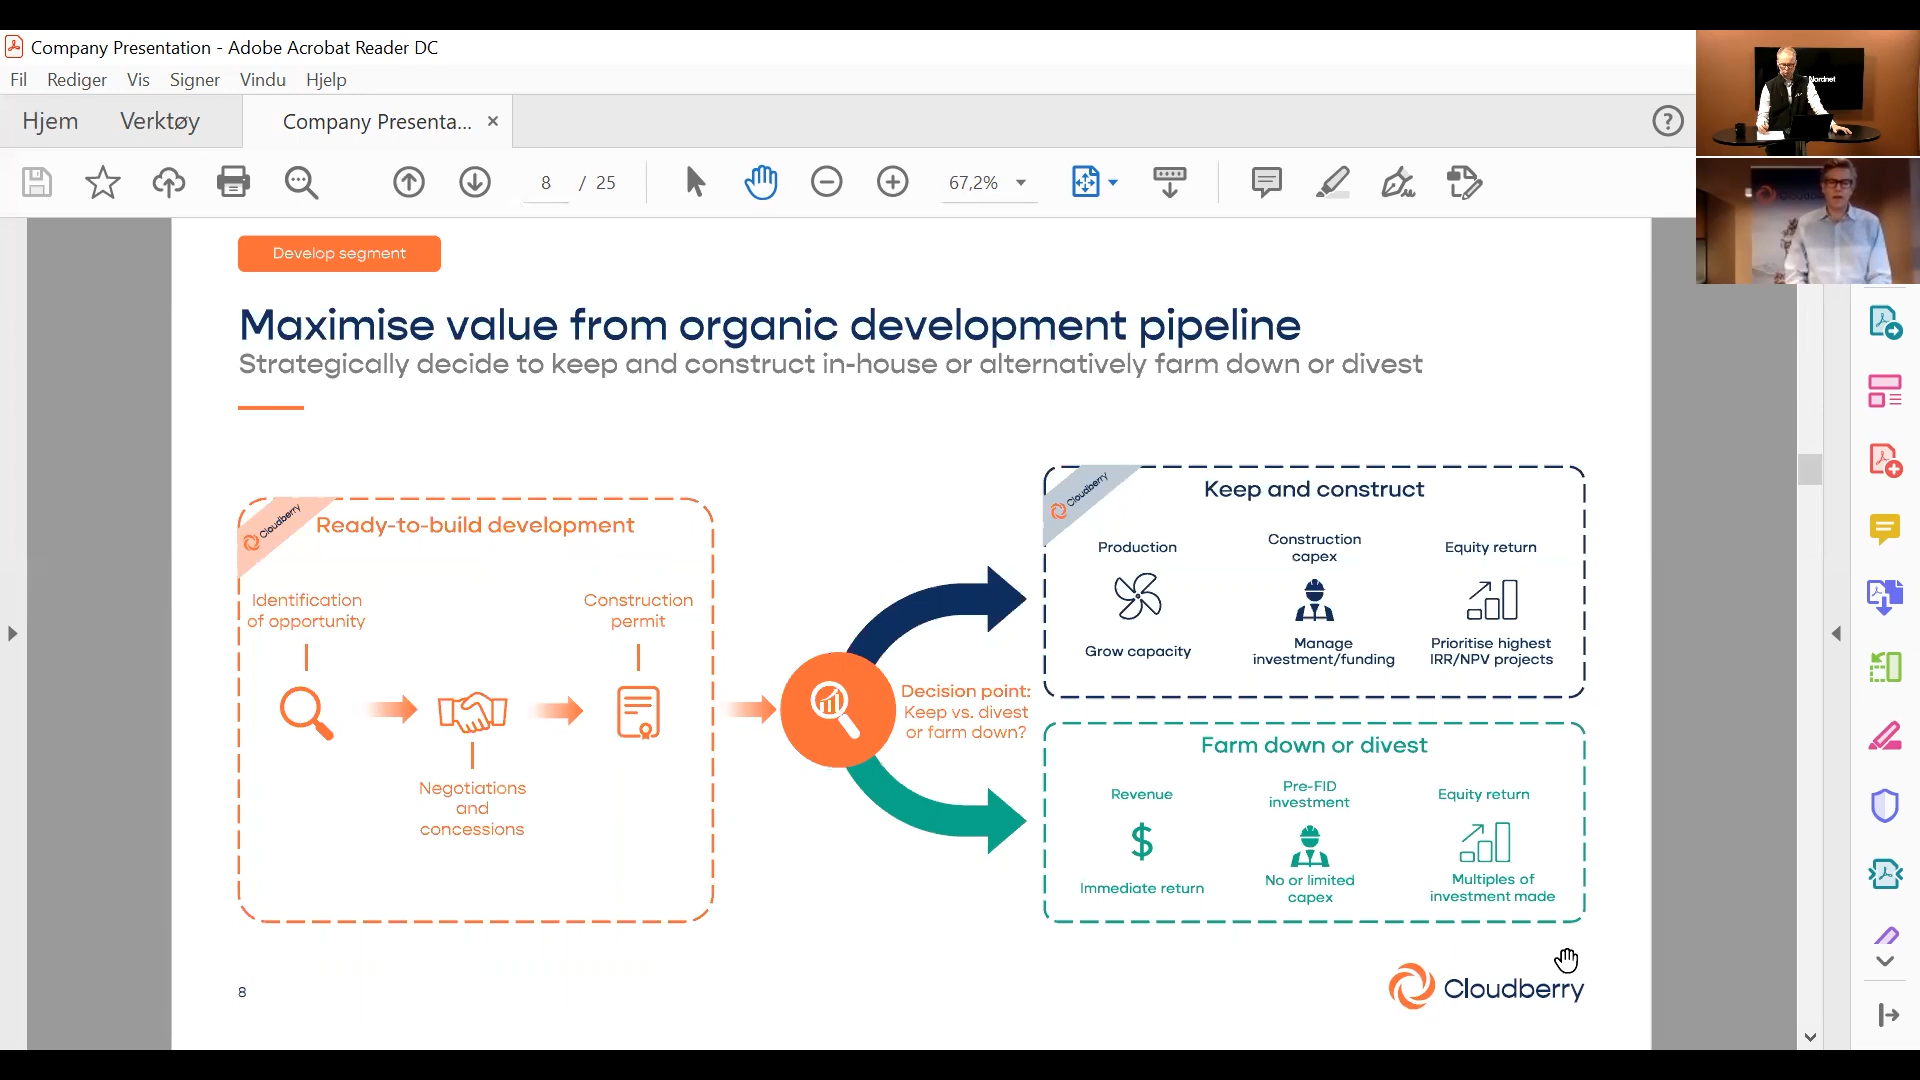 Company Presentation - Adobe Acrobat Reader DC
Fil Rediger Vis Signer Vindu Hjelp
Hjem Verktøy Company Presenta... ×
8 / 25 67,2%
Nordnet
Cloudberry
Develop segment
Maximise value from organic development pipeline
Strategically decide to keep and construct in-house or alternatively farm down or divest
Cloudberry
Ready-to-build development
Identification
of opportunity
Construction
permit
Negotiations
and
concessions
Decision point:
Keep vs. divest
or farm down?
Cloudberry
Keep and construct
Production
Construction
capex
Equity return
Grow capacity
Manage
investment/funding
Prioritise highest
IRR/NPV projects
Farm down or divest
Revenue
Pre-FID
investment
Equity return
$
Immediate return
No or limited
capex
Multiples of
investment made
8
Cloudberry